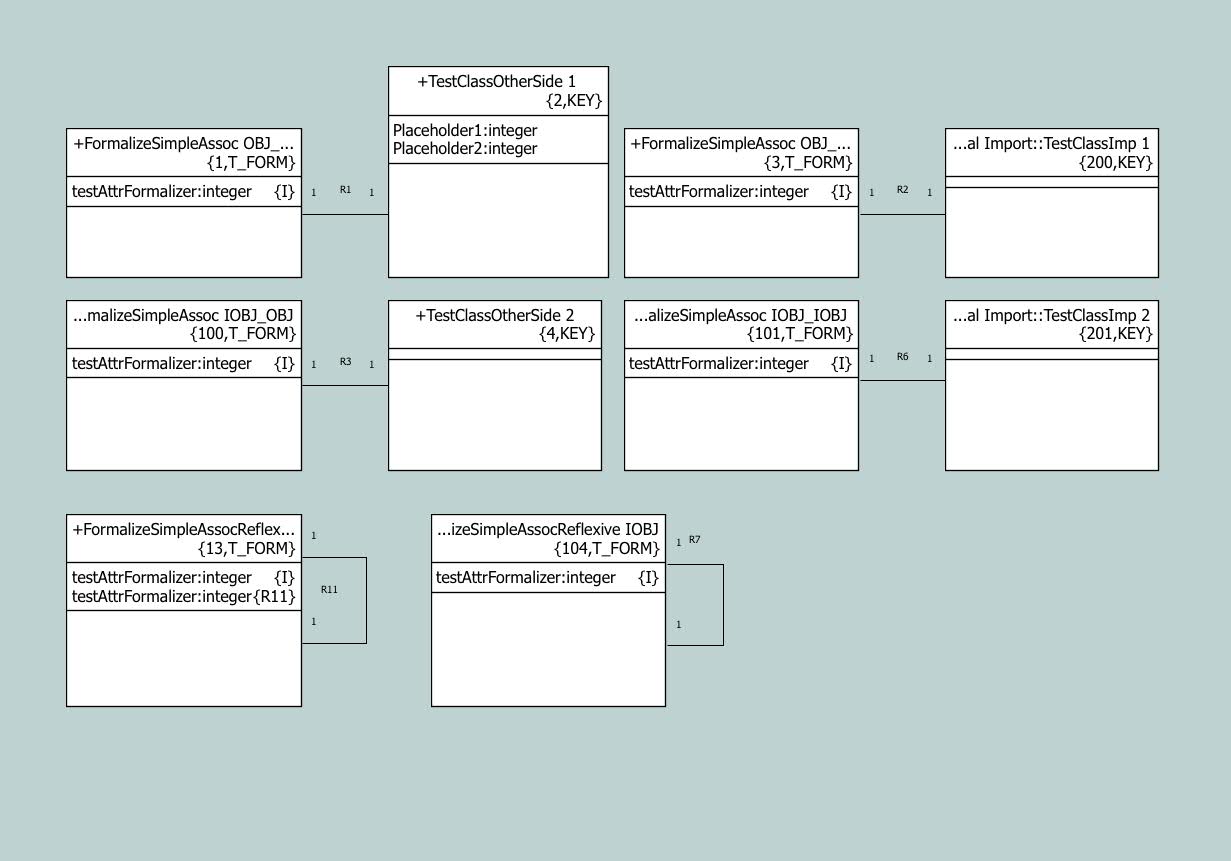 +TestClassOtherSide 1
{2,KEY}
Placeholder1:integer
Placeholder2:integer
+FormalizeSimpleAssoc OBJ_...
{1,T_FORM}
testAttrFormalizer:integer {I}
1 R1 1
+FormalizeSimpleAssoc OBJ_...
{3,T_FORM}
testAttrFormalizer:integer {I}
1 R2 1
...al Import::TestClassImp 1
{200,KEY}
...malizeSimpleAssoc IOBJ_OBJ
{100,T_FORM}
testAttrFormalizer:integer {I}
1 R3 1
+TestClassOtherSide 2
{4,KEY}
...alizeSimpleAssoc IOBJ_IOBJ
{101,T_FORM}
testAttrFormalizer:integer {I}
1 R6 1
...al Import::TestClassImp 2
{201,KEY}
+FormalizeSimpleAssocReflex...
{13,T_FORM}
testAttrFormalizer:integer {I}
testAttrFormalizer:integer{R11}
1
R11
1
...izeSimpleAssocReflexive IOBJ
{104,T_FORM}
testAttrFormalizer:integer {I}
1 R7
1